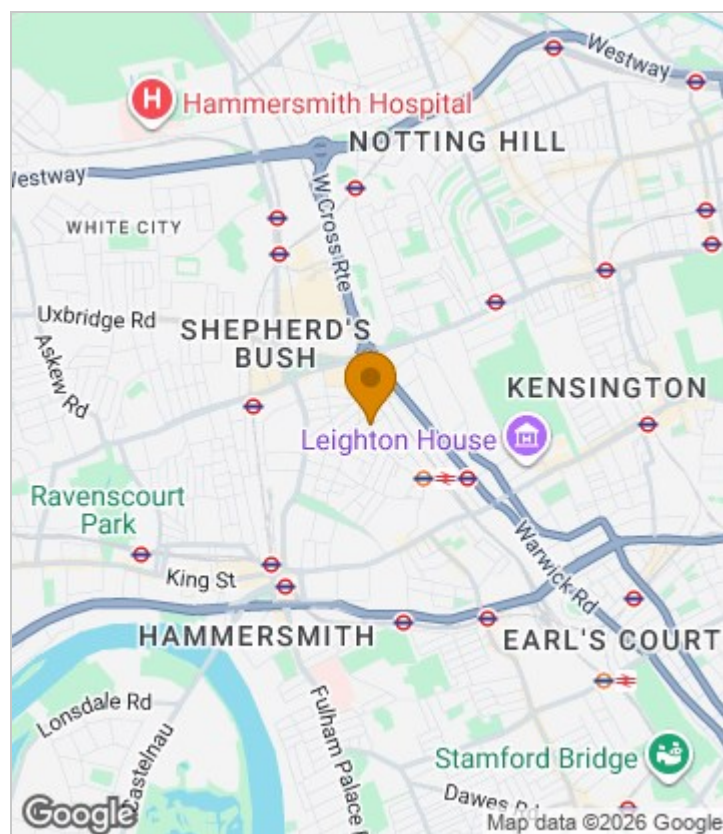 Westway
H
Hammersmith Hospital
NOTTING HILL
Westway
W Cross Rte
WHITE CITY
Uxbridge Rd
SHEPHERD'S
BUSH
Askew Rd
KENSINGTON
Leighton House
Ravenscourt
Park
King St
Warwick Rd
HAMMERSMITH
EARL'S COURT
Lonsdale Rd
Castelnau
Fulham Palace
Stamford Bridge
Dawes Rd
Google
Map data ©2026 Google